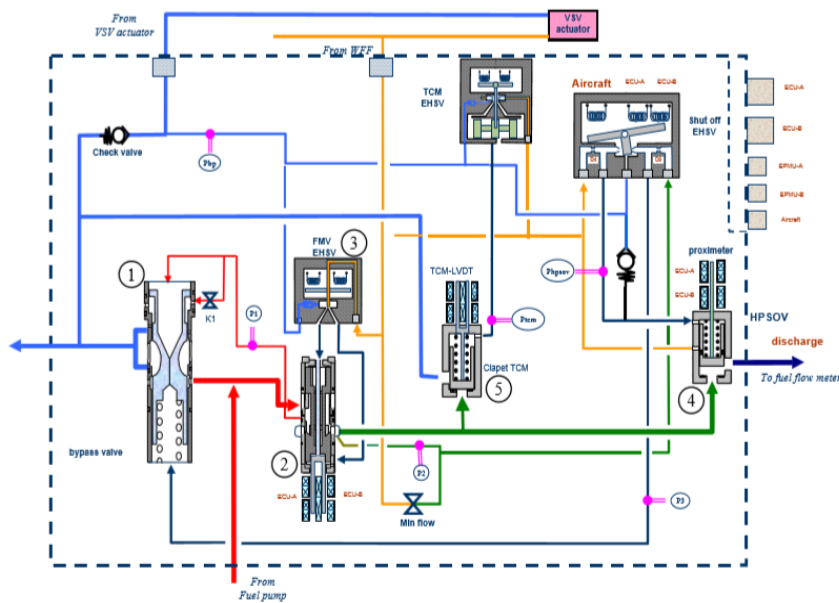 From
VSV actuator
VSV
actuator
From WFF
TCM
EHSV
Aircraft
ECU-A
ECU-B
Shut off
EHSV
ECU-A
ECU-B
EPMU-A
EPMU-B
Aircraft
Check valve
Pbp
FMV
EHSV
3
1
K1
P1
TCM-LVDT
Ptcm
Pbpsov
proximeter
ECU-A
ECU-B
HPSOV
discharge
To fuel flow meter
Clapet TCM
5
4
bypass valve
2
ECU-A
ECU-B
P2
Min flow
P3
From
Fuel pump